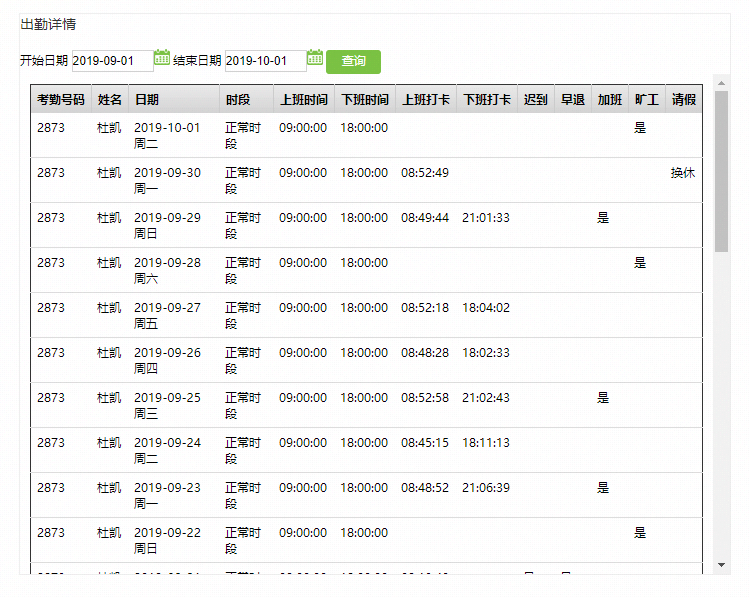 出勤详情
开始日期 2019-09-01 结束日期 2019-10-01 查询
考勤号码 姓名 日期 时段 上班时间 下班时间 上班打卡 下班打卡 迟到 早退 加班 旷工 请假
2873 杜凯 2019-10-01 正常时 09:00:00 18:00:00 是
周二 段
2873 杜凯 2019-09-30 正常时 09:00:00 18:00:00 08:52:49 换休
周一 段
2873 杜凯 2019-09-29 正常时 09:00:00 18:00:00 08:49:44 21:01:33 是
周日 段
2873 杜凯 2019-09-28 正常时 09:00:00 18:00:00 是
周六 段
2873 杜凯 2019-09-27 正常时 09:00:00 18:00:00 08:52:18 18:04:02
周五 段
2873 杜凯 2019-09-26 正常时 09:00:00 18:00:00 08:48:28 18:02:33
周四 段
2873 杜凯 2019-09-25 正常时 09:00:00 18:00:00 08:52:58 21:02:43 是
周三 段
2873 杜凯 2019-09-24 正常时 09:00:00 18:00:00 08:45:15 18:11:13
周二 段
2873 杜凯 2019-09-23 正常时 09:00:00 18:00:00 08:48:52 21:06:39 是
周一 段
2873 杜凯 2019-09-22 正常时 09:00:00 18:00:00 是
周日 段